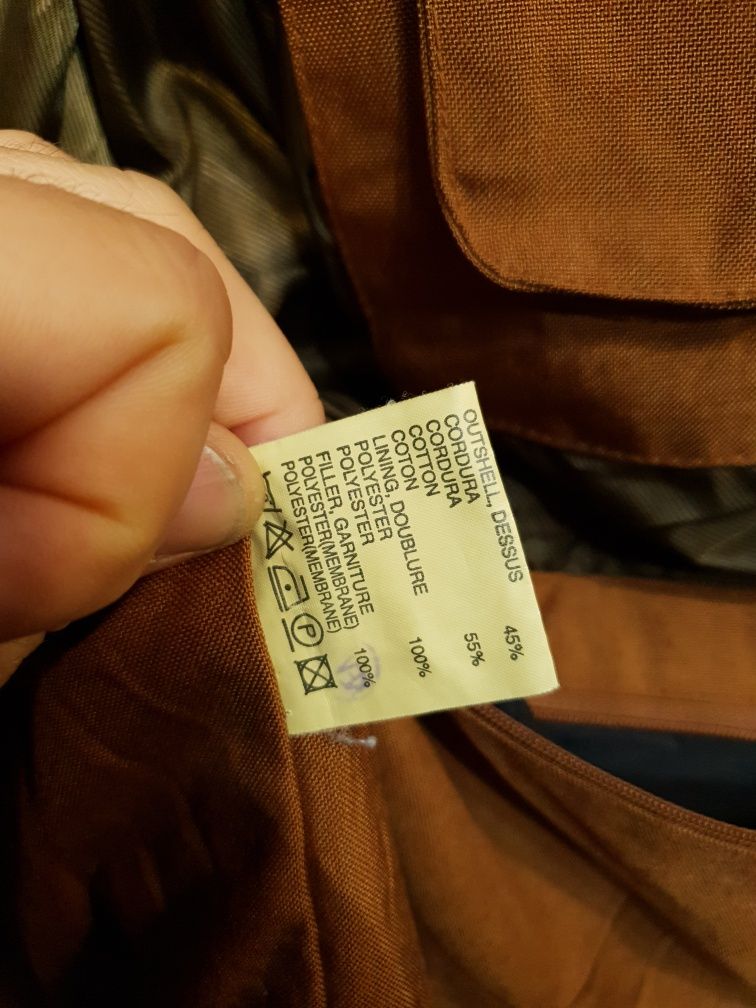 OUTSHELL, DESSUS
CORDURA 45%
CORDURA
COTTON 55%
COTON
LINING, DOUBLURE
POLYESTER 100%
POLYESTER
FILLER, GARNITURE
POLYESTER(MEMBRANE) 100%
POLYESTER(MEMBRANE)
P